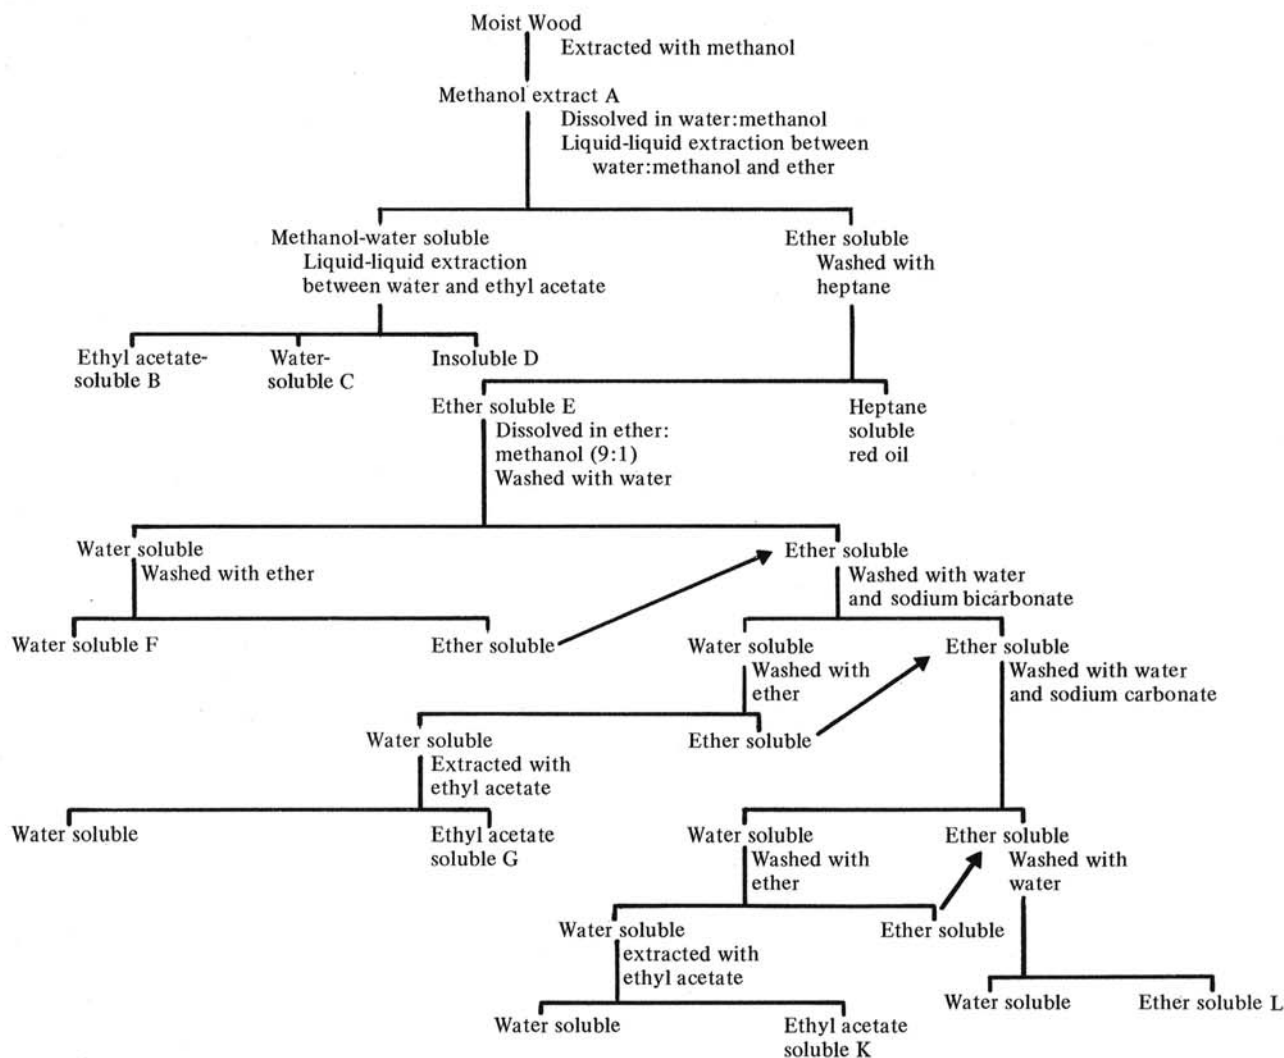 Moist Wood
Extracted with methanol
Methanol extract A
Dissolved in water:methanol
Liquid-liquid extraction between
water:methanol and ether
Methanol-water soluble
Liquid-liquid extraction
between water and ethyl acetate
Ether soluble
Washed with
heptane
Ethyl acetate-
soluble B
Water-
soluble C
Insoluble D
Ether soluble E
Dissolved in ether:
methanol (9:1)
Washed with water
Heptane
soluble
red oil
Water soluble
Washed with ether
Ether soluble
Washed with water
and sodium bicarbonate
Water soluble F
Ether soluble
Water soluble
Washed with
ether
Ether soluble
Washed with water
and sodium carbonate
Water soluble
Extracted with
ethyl acetate
Ether soluble
Water soluble
Ethyl acetate
soluble G
Water soluble
Washed with
ether
Ether soluble
Washed with
water
Water soluble
extracted with
ethyl acetate
Ether soluble
Water soluble
Ether soluble L
Water soluble
Ethyl acetate
soluble K